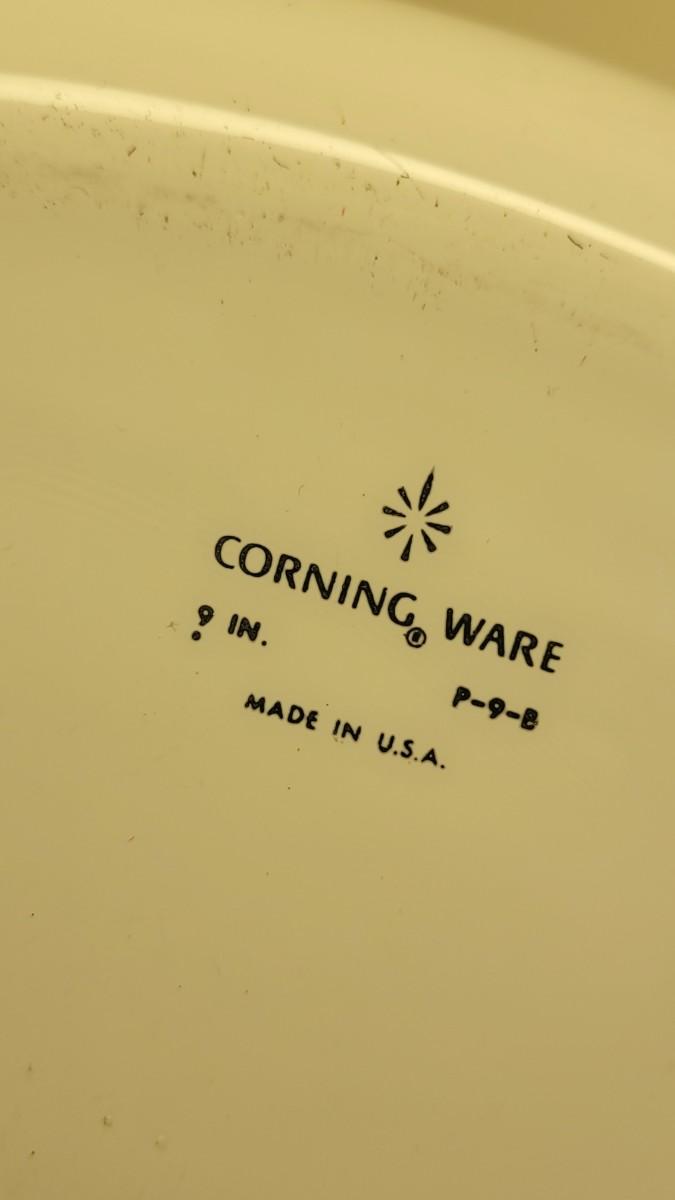 CORNING® WARE
9 IN.
P-9-B
MADE IN U.S.A.